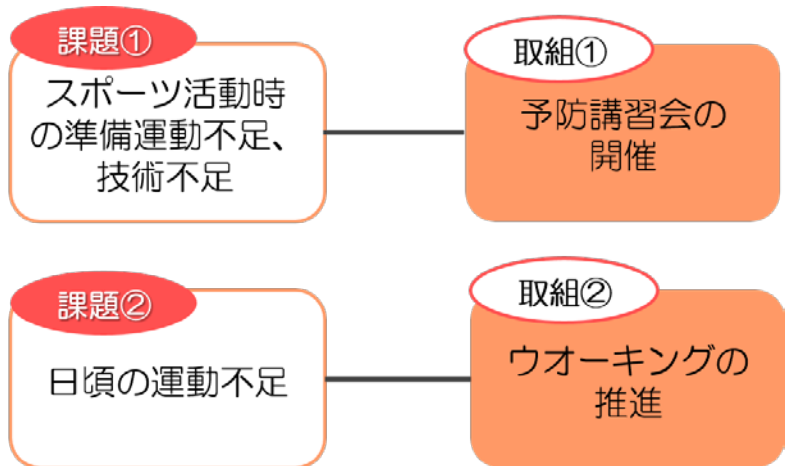 課題①
スポーツ活動時
の準備運動不足、
技術不足
取組①
予防講習会の
開催
課題②
日頃の運動不足
取組②
ウオーキングの
推進